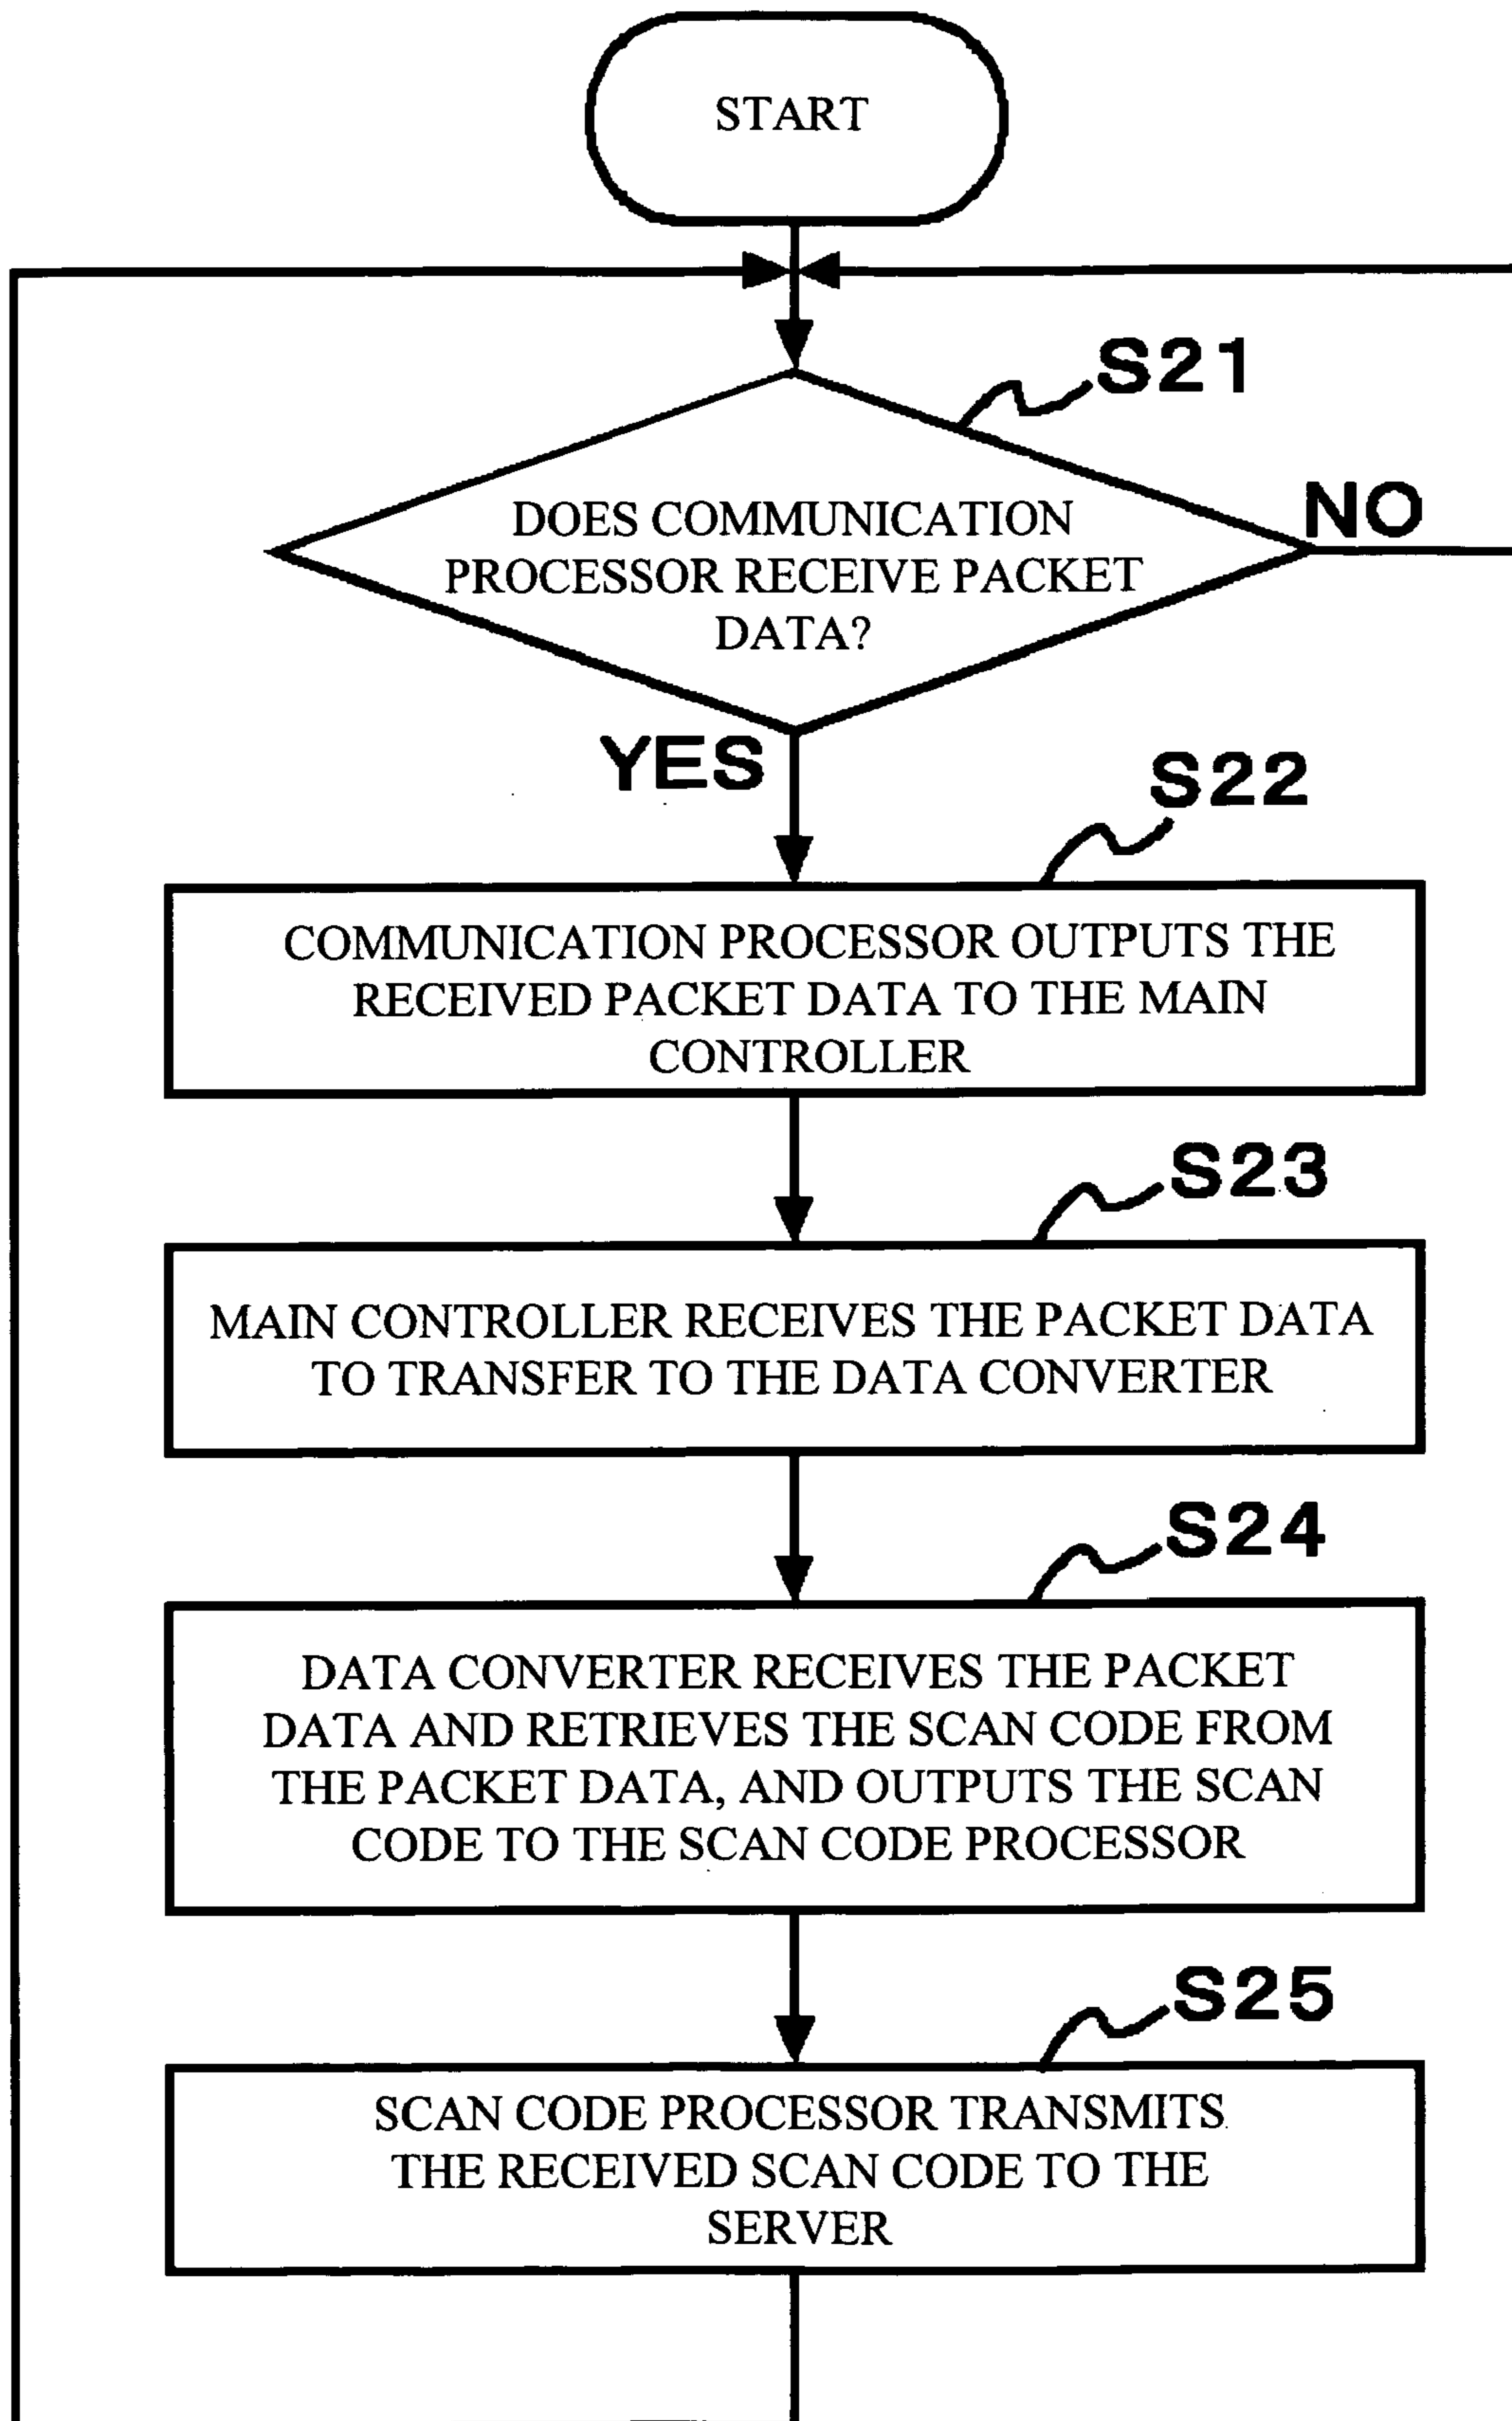 START
S21
DOES COMMUNICATION
PROCESSOR RECEIVE PACKET
DATA?
NO
YES
S22
COMMUNICATION PROCESSOR OUTPUTS THE
RECEIVED PACKET DATA TO THE MAIN
CONTROLLER
S23
MAIN CONTROLLER RECEIVES THE PACKET DATA
TO TRANSFER TO THE DATA CONVERTER
S24
DATA CONVERTER RECEIVES THE PACKET
DATA AND RETRIEVES THE SCAN CODE FROM
THE PACKET DATA, AND OUTPUTS THE SCAN
CODE TO THE SCAN CODE PROCESSOR
S25
SCAN CODE PROCESSOR TRANSMITS
THE RECEIVED SCAN CODE TO THE
SERVER